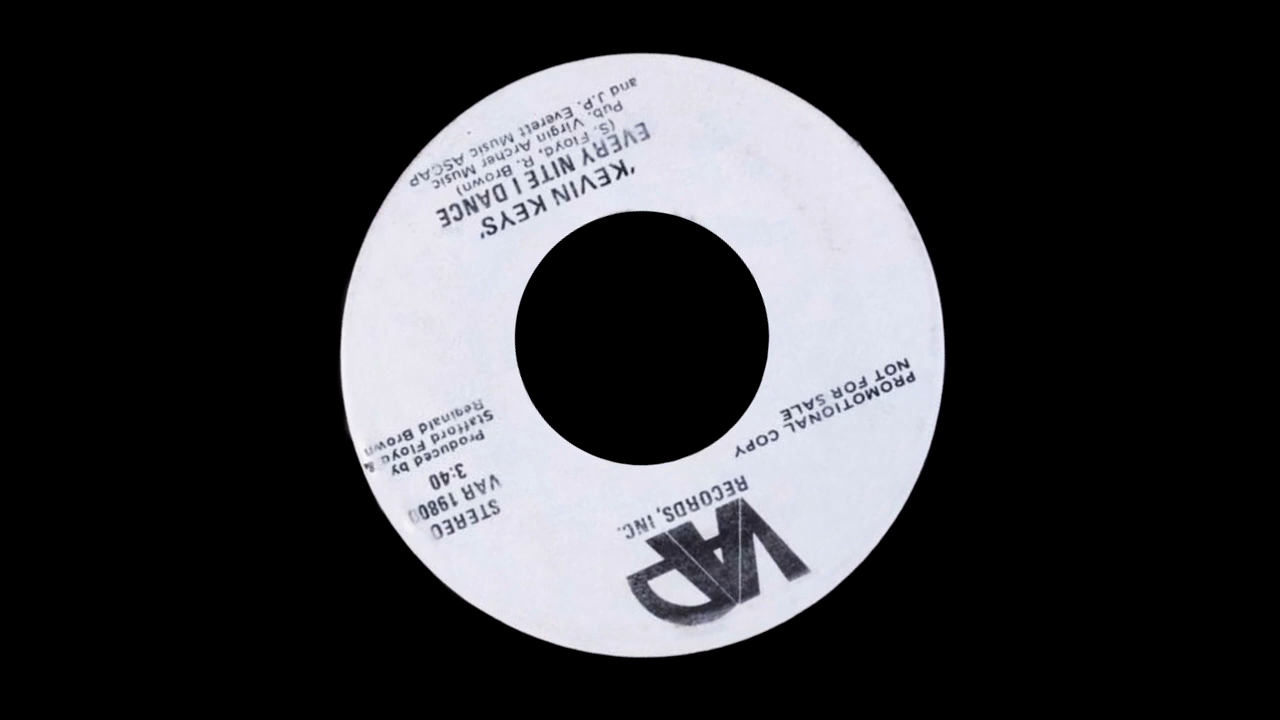 VAR
RECORDS, INC.
PROMOTIONAL COPY
NOT FOR SALE
STEREO
VAR 19800
3:40
Produced by
Stafford Floyd &
Reginald Brown
'KEVIN KEYS'
EVERY NITE I DANCE
(S. Floyd, R. Brown)
Pub. Virgin Archer Music
and J.P. Everett Music ASCAP